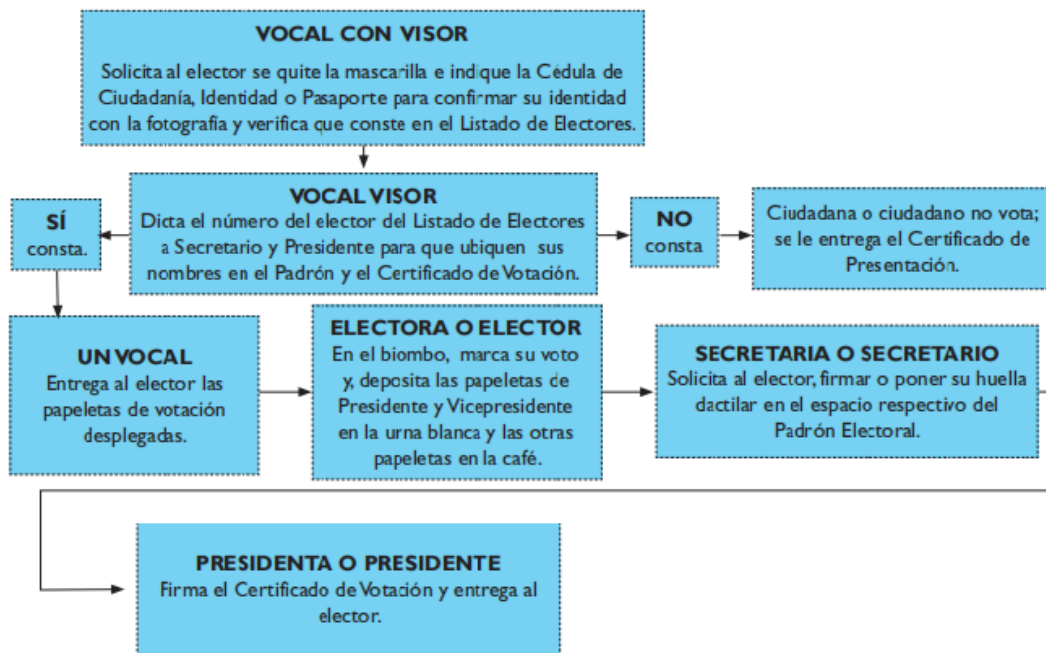 VOCAL CON VISOR
Solicita al elector se quite la mascarilla e indique la Cédula de
Ciudadanía, Identidad o Pasaporte para confirmar su identidad
con la fotografía y verifica que conste en el Listado de Electores.
VOCAL VISOR
Dicta el número del elector del Listado de Electores
a Secretario y Presidente para que ubiquen sus
nombres en el Padrón y el Certificado de Votación.
SÍ
consta.
NO
consta
Ciudadana o ciudadano no vota;
se le entrega el Certificado de
Presentación.
UN VOCAL
Entrega al elector las
papeletas de votación
desplegadas.
ELECTORA O ELECTOR
En el biombo, marca su voto
y, deposita las papeletas de
Presidente y Vicepresidente
en la urna blanca y las otras
papeletas en la café.
SECRETARIA O SECRETARIO
Solicita al elector, firmar o poner su huella
dactilar en el espacio respectivo del
Padrón Electoral.
PRESIDENTA O PRESIDENTE
Firma el Certificado de Votación y entrega al
elector.